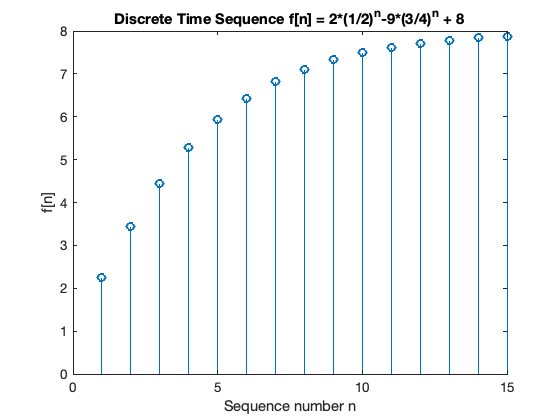 Discrete Time Sequence f[n] = 2*(1/2)^n-9*(3/4)^n + 8
8
7
6
5
4
3
2
1
0
f[n]
0 5 10 15
Sequence number n